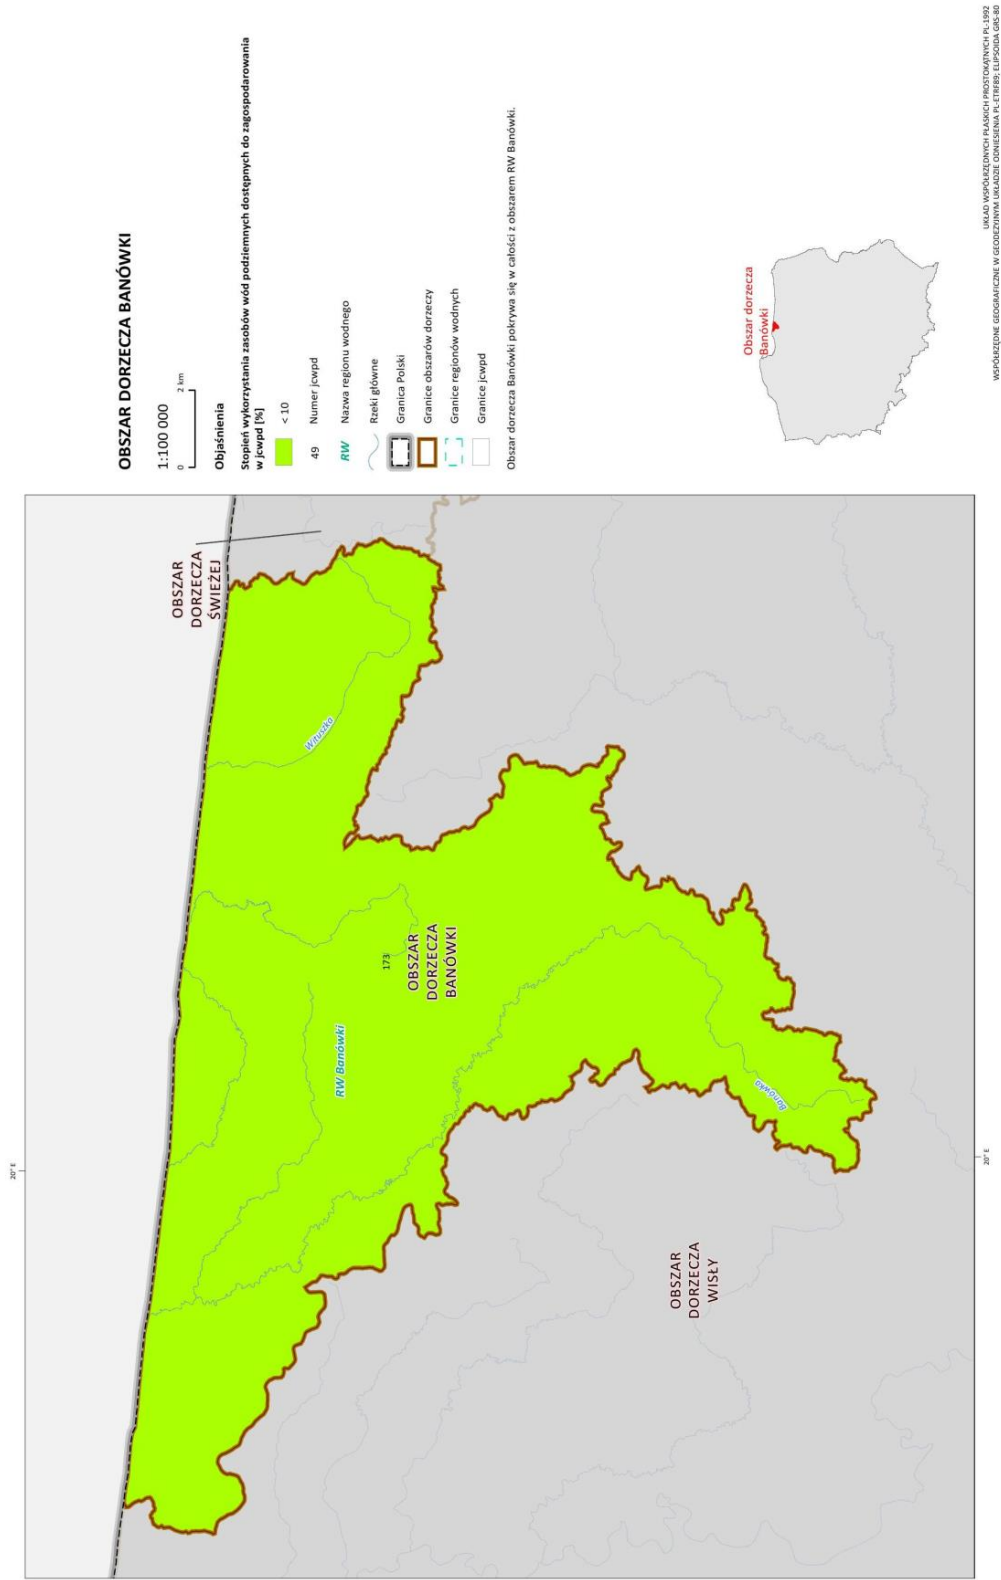 OBSZAR DORZECZA BANÓWKI
1:100 000
0 2 km
Objaśnienia
Stopień wykorzystania zasobów wód podziemnych dostępnych do zagospodarowania
w jcwpd [%]
< 10
49 Numer jcwpd
RW Nazwa regionu wodnego
Rzeki główne
Granica Polski
Granice obszarów dorzeczy
Granice regionów wodnych
Granice jcwpd
Obszar dorzecza Banówki pokrywa się w całości z obszarem RW Banówki.
Obszar dorzecza
Banówki
UKŁAD WSPÓŁRZĘDNYCH PŁASKICH PROSTOKĄTNYCH PL-1992
WSPÓŁRZĘDNE GEOGRAFICZNE W GEODEZYJNYM UKŁADZIE ODNIESIENIA PL-ETRF89; ELIPSOIDA GRS-80
20° E
OBSZAR
DORZECZA
ŚWIEŻEJ
Wituszka
173
OBSZAR
DORZECZA
BANÓWKI
RW Banówki
Banówka
OBSZAR
DORZECZA
WISŁY
20° E